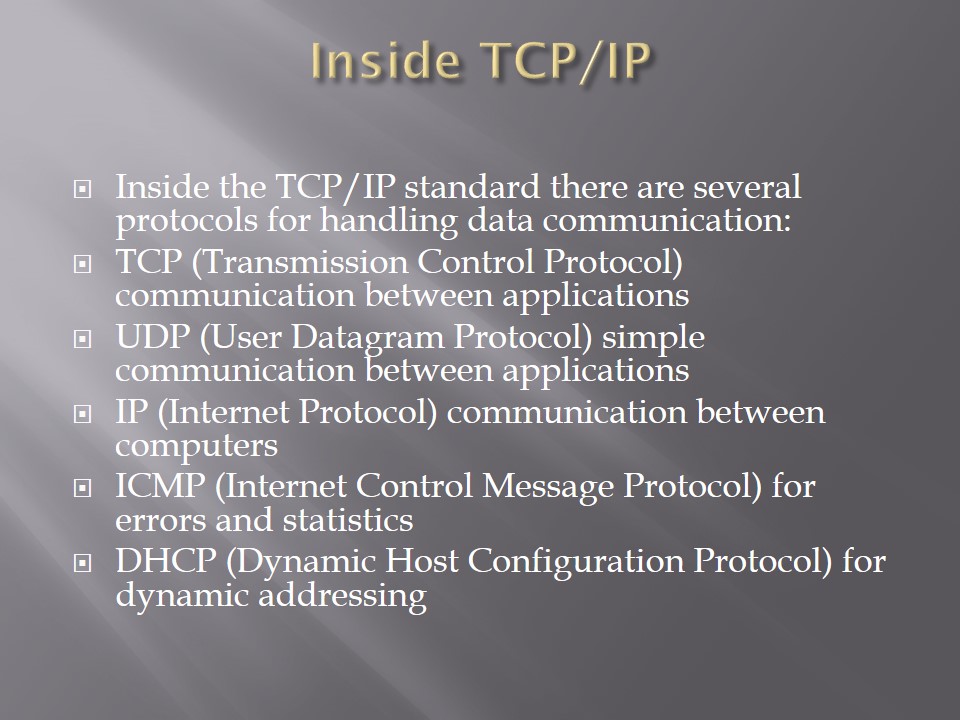 Inside TCP/IP
Inside the TCP/IP standard there are several
protocols for handling data communication:
TCP (Transmission Control Protocol)
communication between applications
UDP (User Datagram Protocol) simple
communication between applications
IP (Internet Protocol) communication between
computers
ICMP (Internet Control Message Protocol) for
errors and statistics
DHCP (Dynamic Host Configuration Protocol) for
dynamic addressing